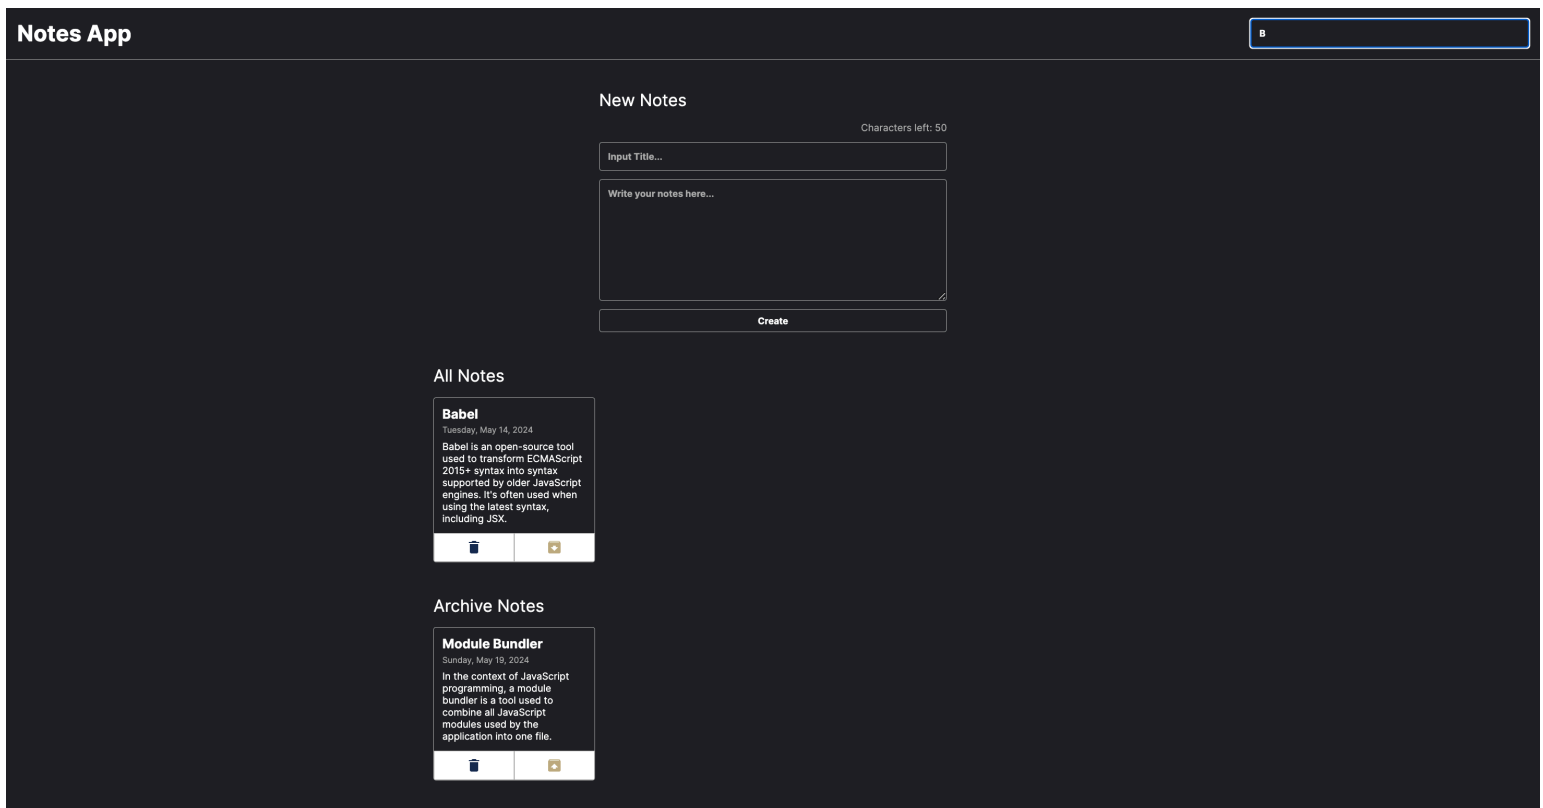 Notes App
B
New Notes
Characters left: 50
Input Title...
Write your notes here...
Create
All Notes
Babel
Tuesday, May 14, 2024
Babel is an open-source tool
used to transform ECMAScript
2015+ syntax into syntax
supported by older JavaScript
engines. It's often used when
using the latest syntax,
including JSX.
Archive Notes
Module Bundler
Sunday, May 19, 2024
In the context of JavaScript
programming, a module
bundler is a tool used to
combine all JavaScript
modules used by the
application into one file.